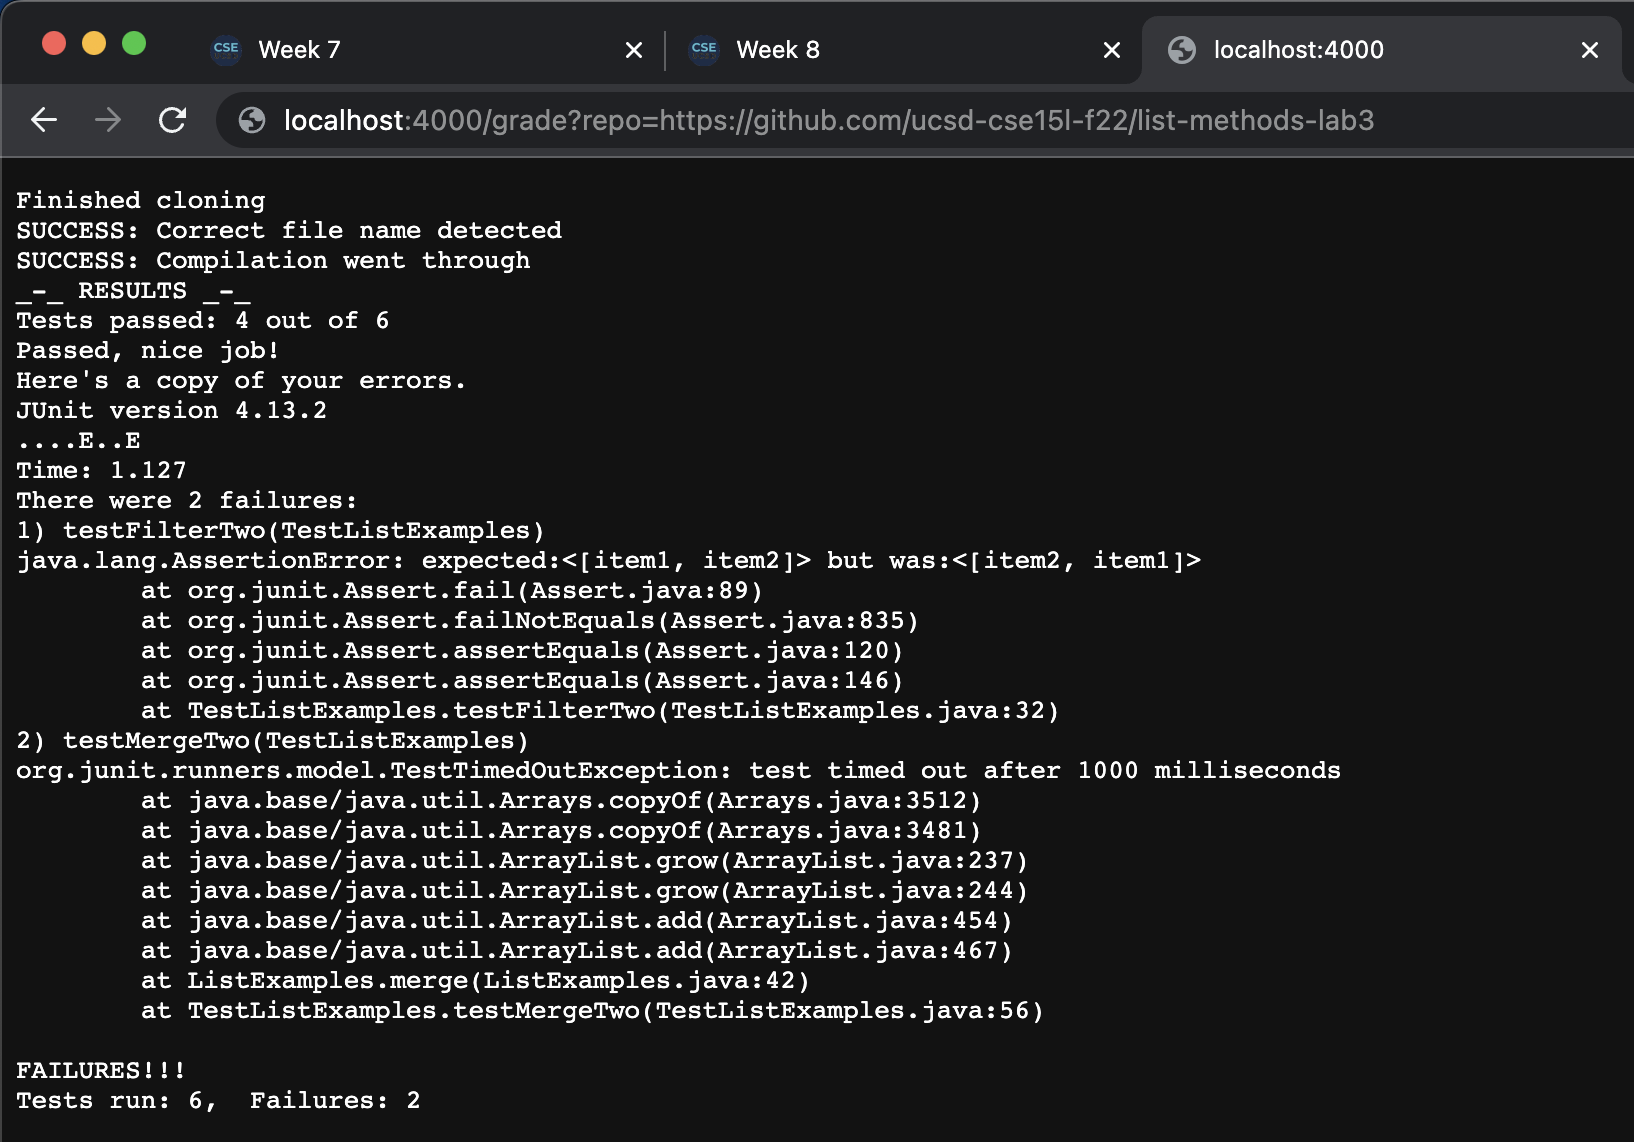 CSE Week 7 × CSE Week 8 × localhost:4000 ×
localhost:4000/grade?repo=https://github.com/ucsd-cse15l-f22/list-methods-lab3
Finished cloning
SUCCESS: Correct file name detected
SUCCESS: Compilation went through
_-_ RESULTS _-_
Tests passed: 4 out of 6
Passed, nice job!
Here's a copy of your errors.
JUnit version 4.13.2
....E..E
Time: 1.127
There were 2 failures:
1) testFilterTwo(TestListExamples)
java.lang.AssertionError: expected:<[item1, item2]> but was:<[item2, item1]>
        at org.junit.Assert.fail(Assert.java:89)
        at org.junit.Assert.failNotEquals(Assert.java:835)
        at org.junit.Assert.assertEquals(Assert.java:120)
        at org.junit.Assert.assertEquals(Assert.java:146)
        at TestListExamples.testFilterTwo(TestListExamples.java:32)
2) testMergeTwo(TestListExamples)
org.junit.runners.model.TestTimedOutException: test timed out after 1000 milliseconds
        at java.base/java.util.Arrays.copyOf(Arrays.java:3512)
        at java.base/java.util.Arrays.copyOf(Arrays.java:3481)
        at java.base/java.util.ArrayList.grow(ArrayList.java:237)
        at java.base/java.util.ArrayList.grow(ArrayList.java:244)
        at java.base/java.util.ArrayList.add(ArrayList.java:454)
        at java.base/java.util.ArrayList.add(ArrayList.java:467)
        at ListExamples.merge(ListExamples.java:42)
        at TestListExamples.testMergeTwo(TestListExamples.java:56)
FAILURES!!!
Tests run: 6,  Failures: 2